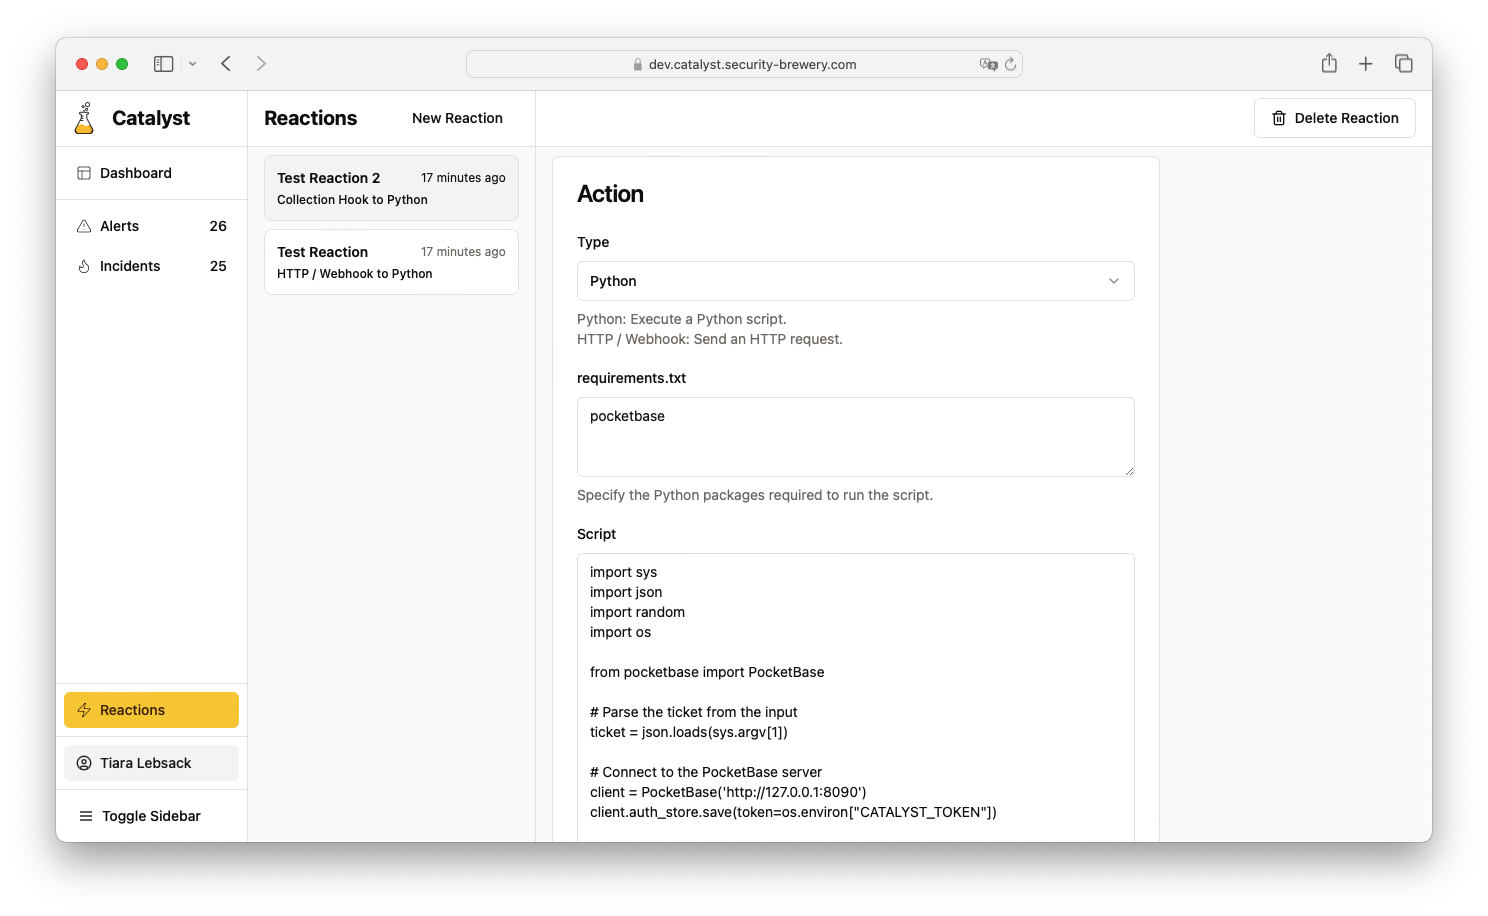 dev.catalyst.security-brewery.com
Catalyst
Dashboard
Alerts 26
Incidents 25
Reactions
Tiara Lebsack
Toggle Sidebar
Reactions New Reaction
Test Reaction 2 17 minutes ago
Collection Hook to Python
Test Reaction 17 minutes ago
HTTP / Webhook to Python
Delete Reaction
Action
Type
Python
Python: Execute a Python script.
HTTP / Webhook: Send an HTTP request.
requirements.txt
pocketbase
Specify the Python packages required to run the script.
Script
import sys
import json
import random
import os
from pocketbase import PocketBase
# Parse the ticket from the input
ticket = json.loads(sys.argv[1])
# Connect to the PocketBase server
client = PocketBase('http://127.0.0.1:8090')
client.auth_store.save(token=os.environ["CATALYST_TOKEN"])